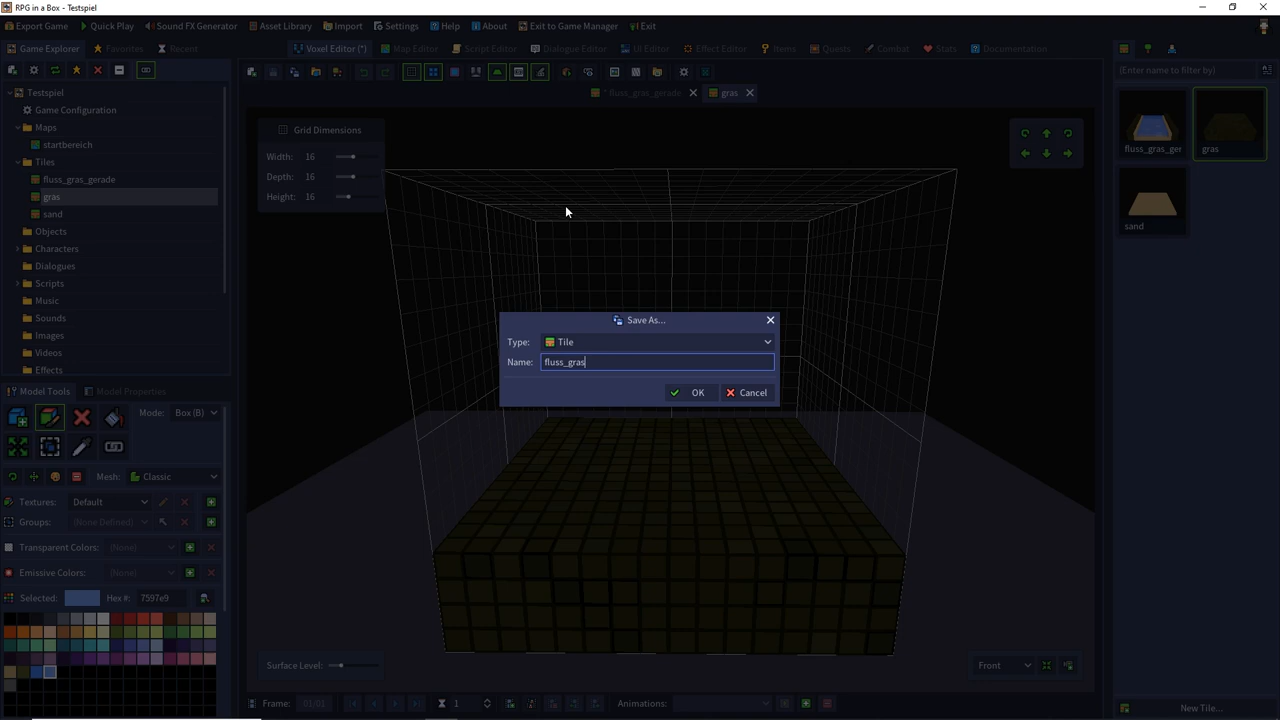 RPG in a Box - Testspiel
Export Game Quick Play Sound FX Generator Asset Library Import Settings Help About Exit to Game Manager Exit
Game Explorer Favorites Recent Voxel Editor (*) Map Editor Script Editor Dialogue Editor UI Editor Effect Editor Items Quests Combat Stats Documentation
(Enter name to filter by)
Testspiel
* fluss_gras_gerade gras
Game Configuration
Maps
startbereich
Tiles
fluss_gras_gerade
gras
sand
Objects
Characters
Dialogues
Scripts
Music
Sounds
Images
Videos
Effects
Grid Dimensions
Width: 16
Depth: 16
Height: 16
fluss_gras_ger gras
sand
Save As...
Type: Tile
Name: fluss_gras
OK Cancel
Model Tools Model Properties
Mode: Box (B)
Mesh: Classic
Textures: Default
Groups: (None Defined)
Transparent Colors: (None)
Emissive Colors: (None)
Selected: Hex #: 7597e9
Surface Level:
Front
Frame: 01/01 1 Animations:
New Tile...